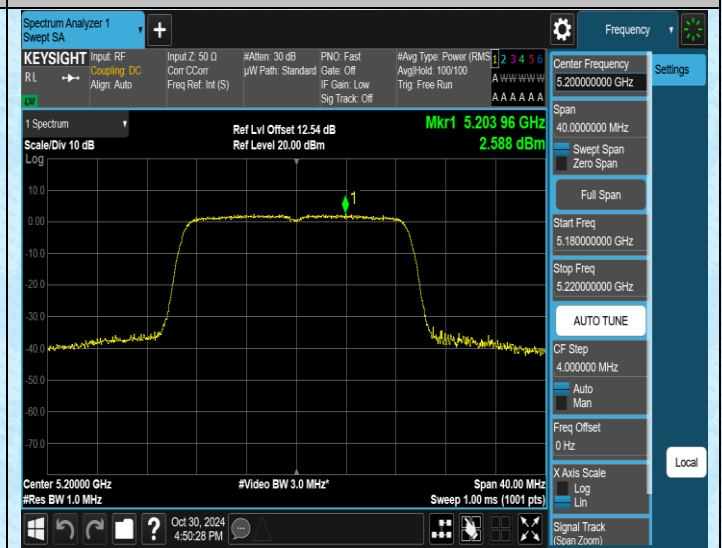 Spectrum Analyzer 1
Swept SA
+
Frequency
KEYSIGHT
RL
LXI
Input: RF
Coupling: DC
Align: Auto
Input Z: 50 Ω
Corr CCorr
Freq Ref: Int (S)
#Atten: 30 dB
µW Path: Standard
PNO: Fast
Gate: Off
IF Gain: Low
Sig Track: Off
#Avg Type: Power (RMS
Avg|Hold: 100/100
Trig: Free Run
1 2 3 4 5 6
A W W W W W
A A A A A A
1 Spectrum
Scale/Div 10 dB
Log
Ref Lvl Offset 12.54 dB
Ref Level 20.00 dBm
Mkr1 5.203 96 GHz
2.588 dBm
1
10.0
0.00
-10.0
-20.0
-30.0
-40.0
-50.0
-60.0
-70.0
Center 5.20000 GHz
#Res BW 1.0 MHz
#Video BW 3.0 MHz*
Span 40.00 MHz
Sweep 1.00 ms (1001 pts)
Center Frequency
5.200000000 GHz
Span
40.0000000 MHz
Swept Span
Zero Span
Full Span
Start Freq
5.180000000 GHz
Stop Freq
5.220000000 GHz
AUTO TUNE
CF Step
4.000000 MHz
Auto
Man
Freq Offset
0 Hz
X Axis Scale
Log
Lin
Signal Track
(Span Zoom)
Settings
Local
?
Oct 30, 2024
4:50:28 PM